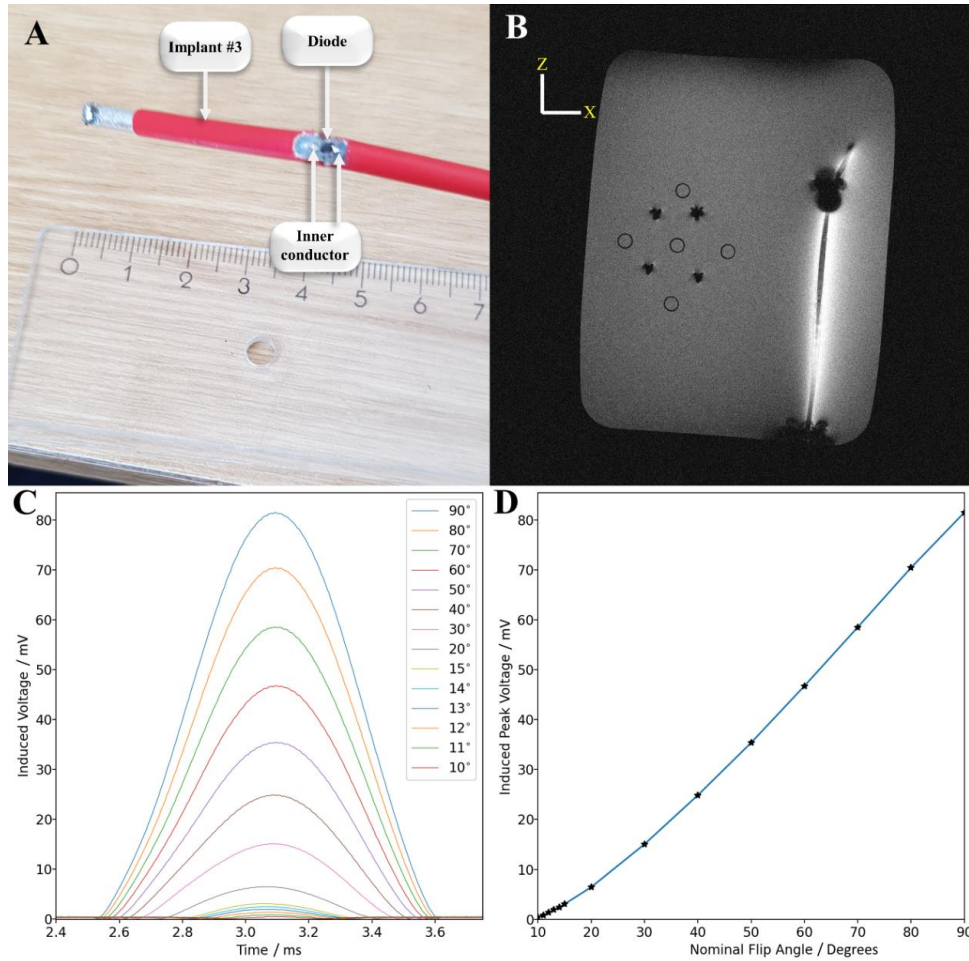 A
Implant #3
Diode
Inner
conductor
0 1 2 3 4 5 6 7
B
Z
X
C
Induced Voltage / mV
80
70
60
50
40
30
20
10
0
2.4 2.6 2.8 3.0 3.2 3.4 3.6
Time / ms
90°
80°
70°
60°
50°
40°
30°
20°
15°
14°
13°
12°
11°
10°
D
Induced Peak Voltage / mV
80
70
60
50
40
30
20
10
0
10 20 30 40 50 60 70 80 90
Nominal Flip Angle / Degrees